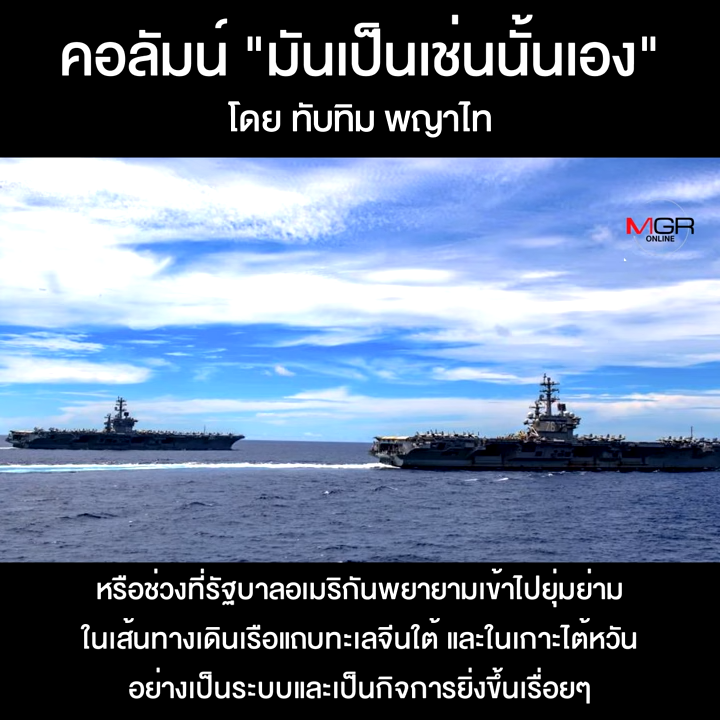 คอลัมน์ "มันเป็นเช่นนั้นเอง"
โดย ทับทิม พญาไท
MGR
ONLINE
76
หรือช่วงที่รัฐบาลอเมริกันพยายามเข้าไปยุ่มย่าม
ในเส้นทางเดินเรือแถบทะเลจีนใต้ และในเกาะไต้หวัน
อย่างเป็นระบบและเป็นกิจการยิ่งขึ้นเรื่อยๆ